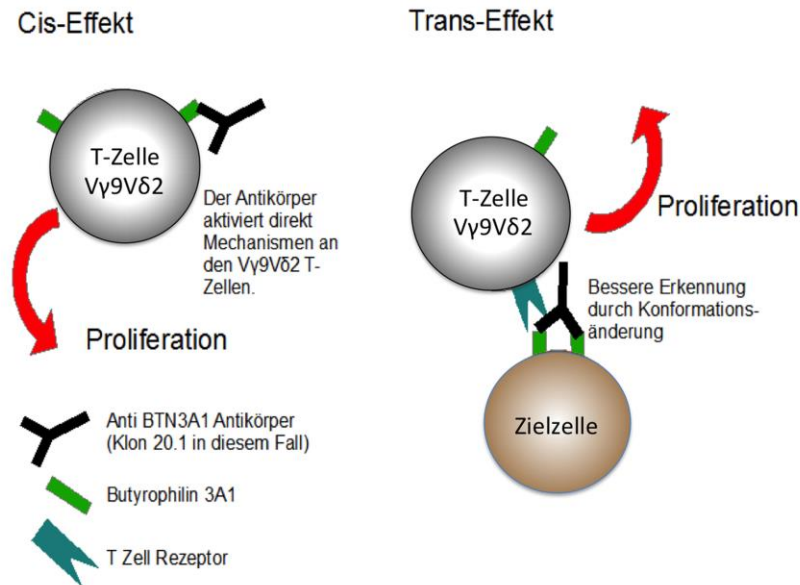 Cis-Effekt
T-Zelle
Vγ9Vδ2
Der Antikörper
aktiviert direkt
Mechanismen an
den Vγ9Vδ2 T-
Zellen.
Proliferation
Anti BTN3A1 Antikörper
(Klon 20.1 in diesem Fall)
Butyrophilin 3A1
T Zell Rezeptor
Trans-Effekt
T-Zelle
Vγ9Vδ2
Proliferation
Bessere Erkennung
durch Konformations-
änderung
Zielzelle